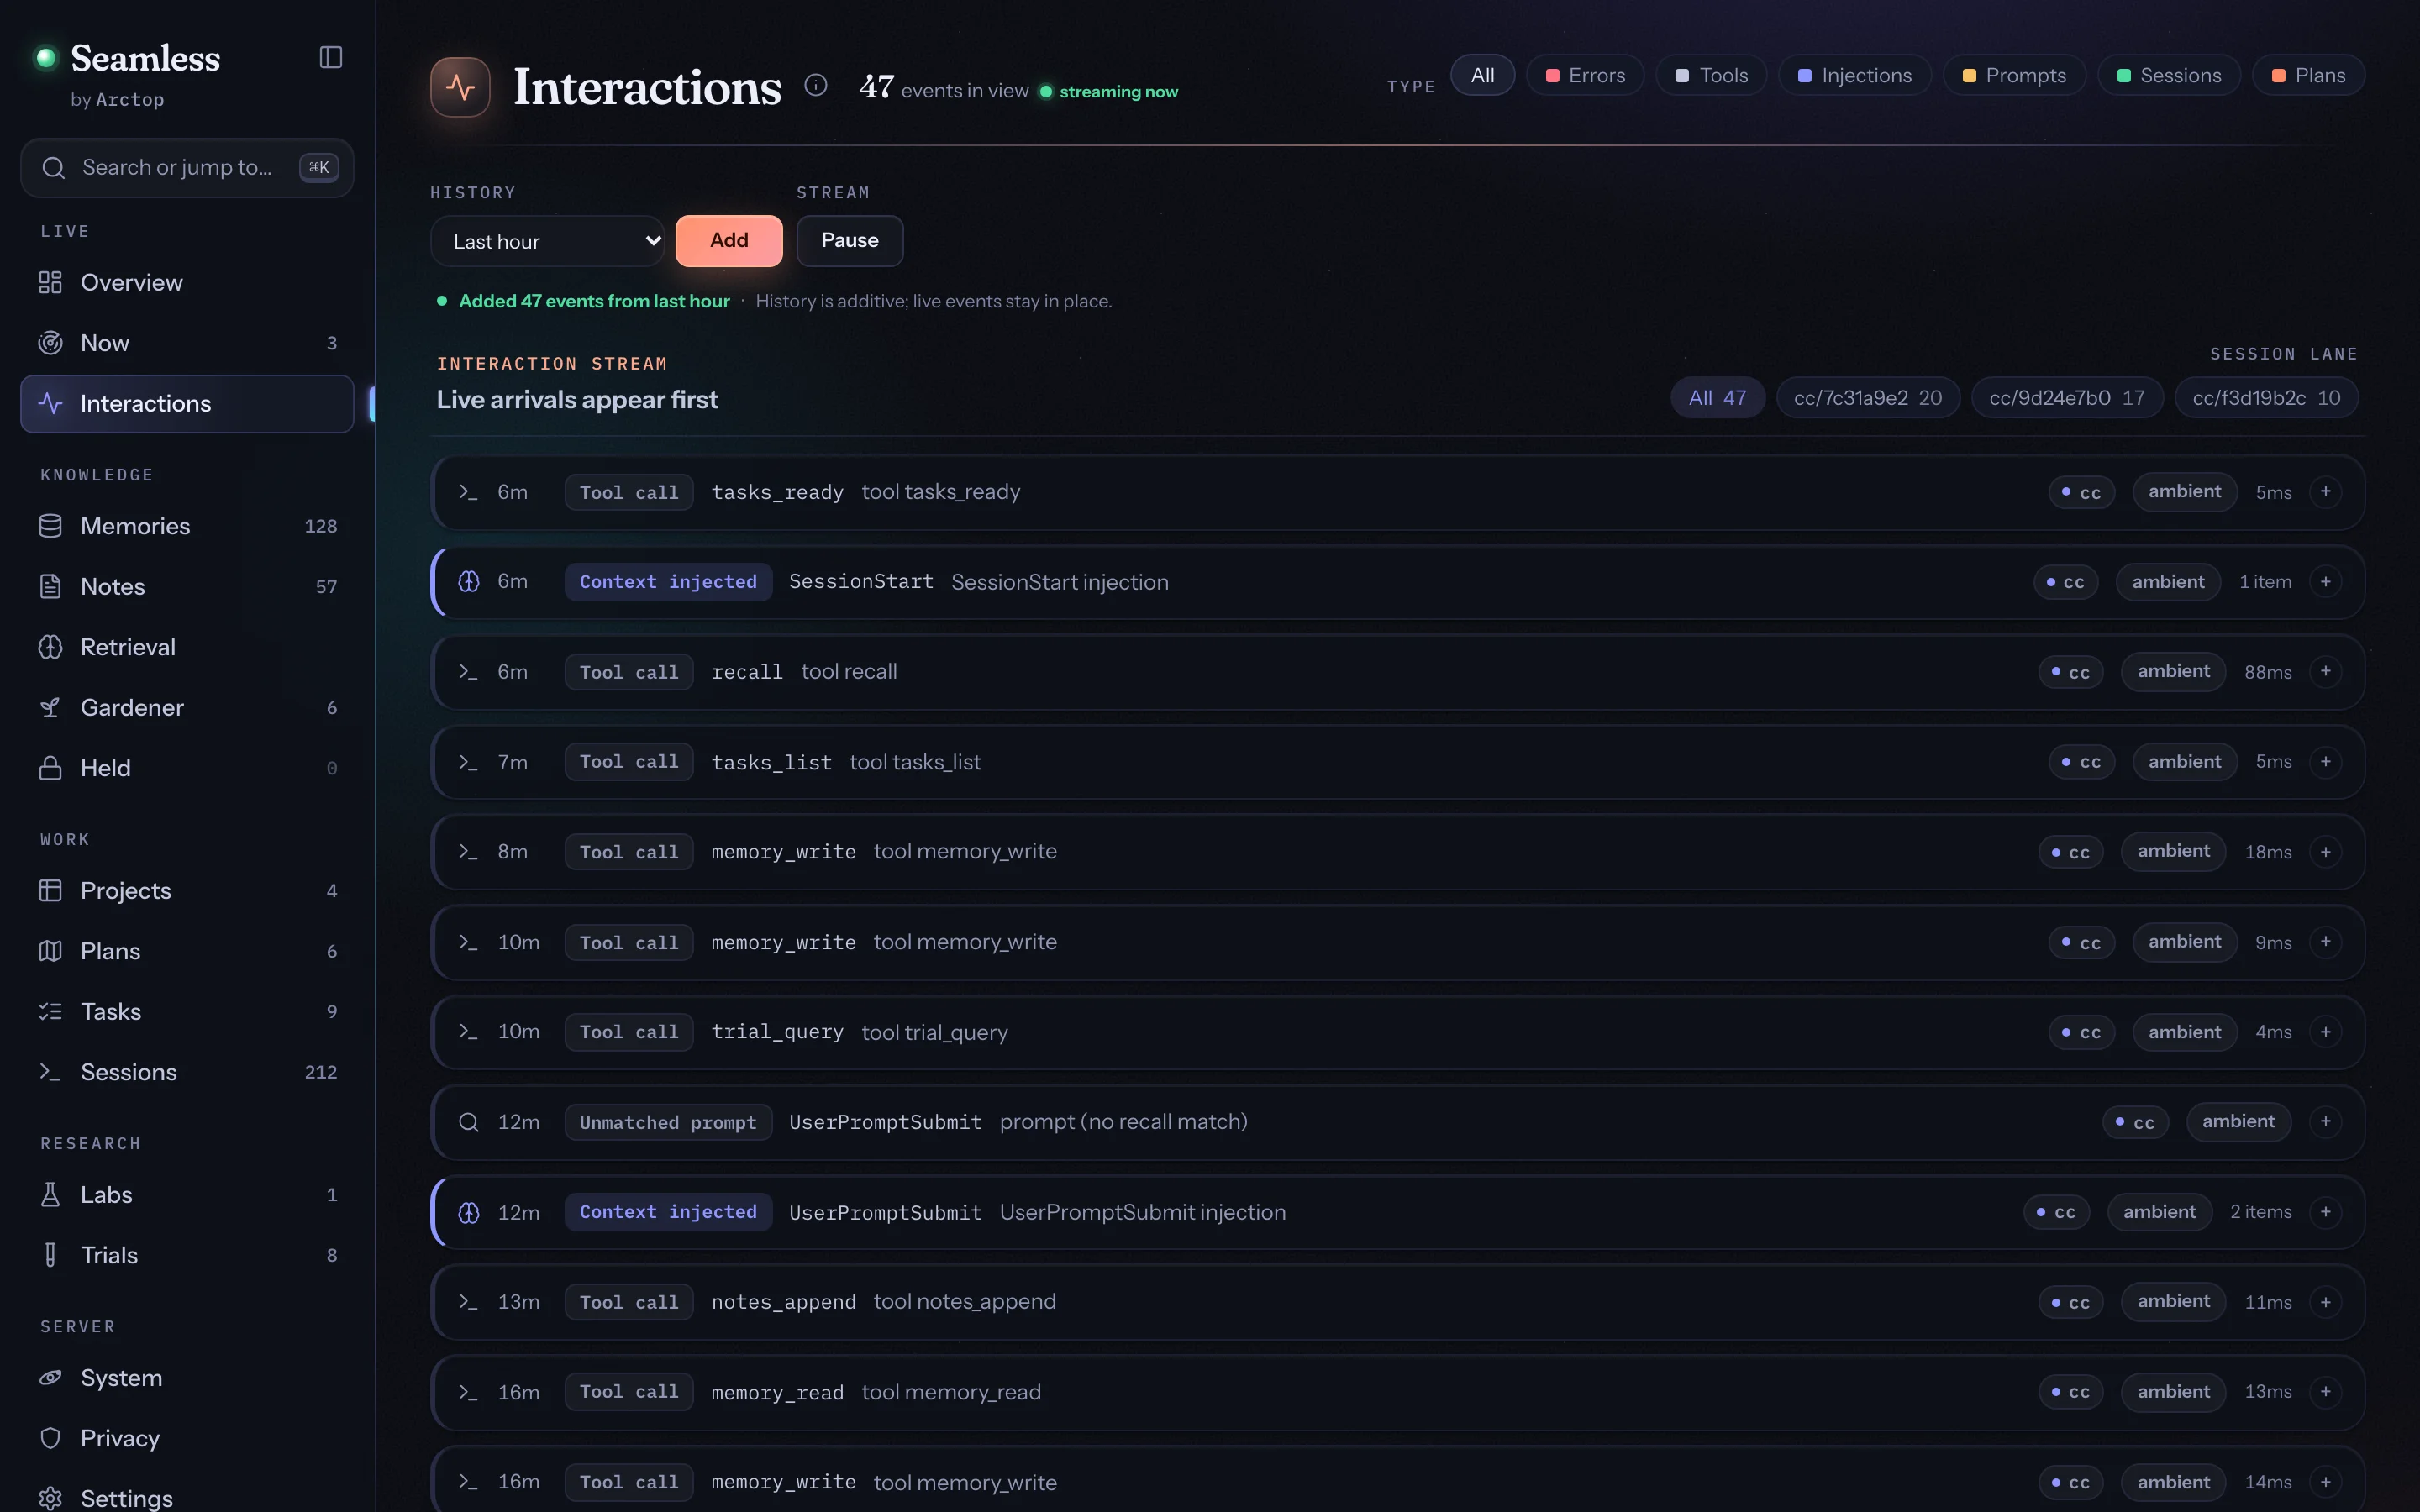 Seamless
by Arctop
Search or jump to... ⌘K
LIVE
Overview
Now 3
Interactions
KNOWLEDGE
Memories 128
Notes 57
Retrieval
Gardener 6
Held 0
WORK
Projects 4
Plans 6
Tasks 9
Sessions 212
RESEARCH
Labs 1
Trials 8
SERVER
System
Privacy
Settings
Interactions 47 events in view streaming now
TYPE All Errors Tools Injections Prompts Sessions Plans
HISTORY STREAM
Last hour Add Pause
Added 47 events from last hour · History is additive; live events stay in place.
INTERACTION STREAM
Live arrivals appear first
SESSION LANE
All 47 cc/7c31a9e2 20 cc/9d24e7b0 17 cc/f3d19b2c 10
6m Tool call tasks_ready tool tasks_ready cc ambient 5ms +
6m Context injected SessionStart SessionStart injection cc ambient 1 item +
6m Tool call recall tool recall cc ambient 88ms +
7m Tool call tasks_list tool tasks_list cc ambient 5ms +
8m Tool call memory_write tool memory_write cc ambient 18ms +
10m Tool call memory_write tool memory_write cc ambient 9ms +
10m Tool call trial_query tool trial_query cc ambient 4ms +
12m Unmatched prompt UserPromptSubmit prompt (no recall match) cc ambient +
12m Context injected UserPromptSubmit UserPromptSubmit injection cc ambient 2 items +
13m Tool call notes_append tool notes_append cc ambient 11ms +
16m Tool call memory_read tool memory_read cc ambient 13ms +
16m Tool call memory_write tool memory_write cc ambient 14ms +